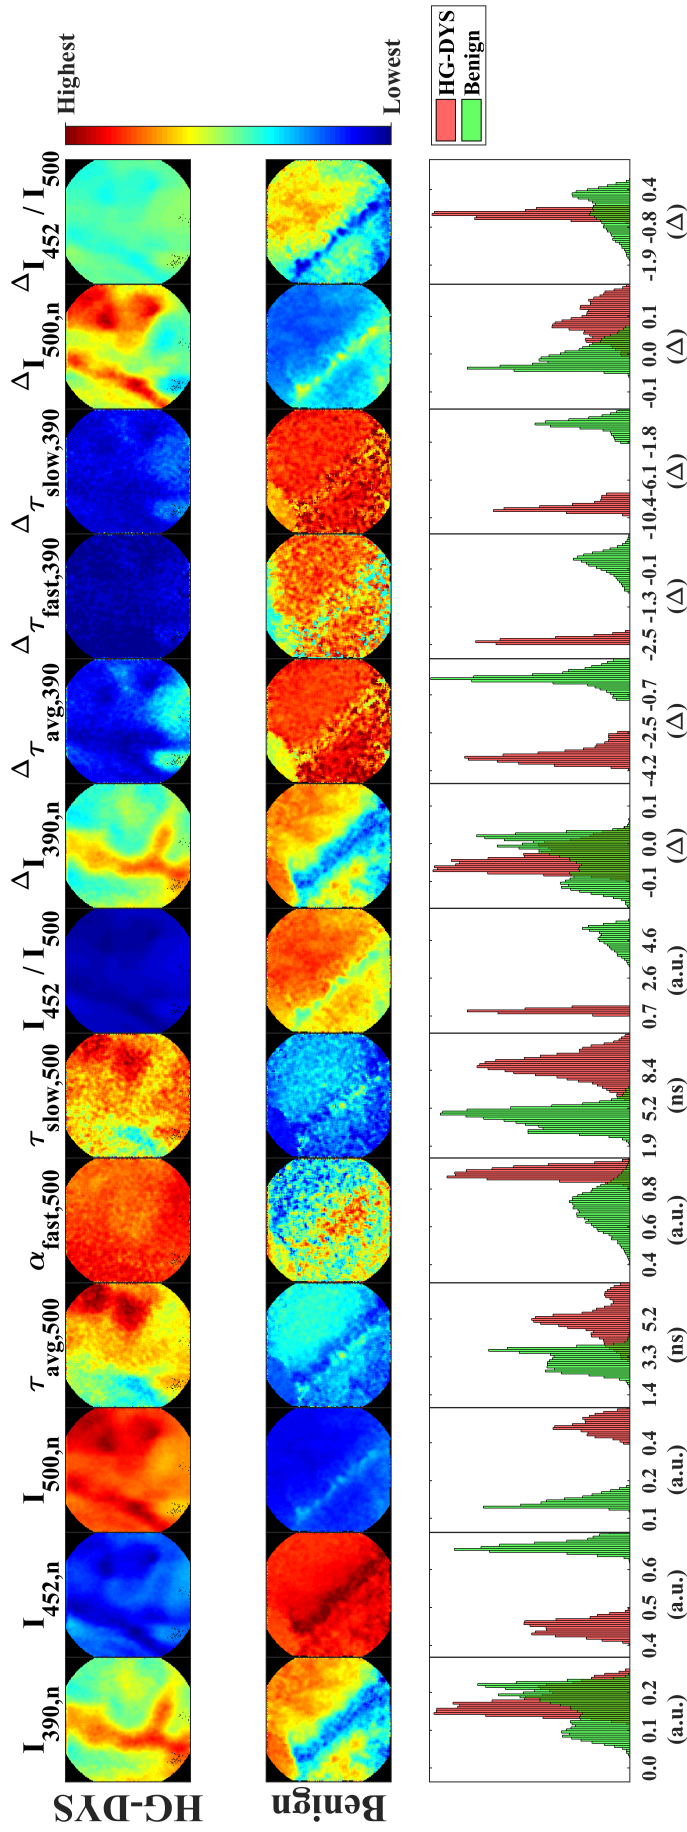 I390,n
I452,n
I500,n
τavg,500
αfast,500
τslow,500
I452 / I500
ΔI390,n
Δτavg,390
Δτfast,390
Δτslow,390
ΔI500,n
ΔI452 / I500
HG-DYS
Benign
Highest
Lowest
HG-DYS
Benign
0.0 0.1 0.2
(a.u.)
0.4 0.5 0.6
(a.u.)
0.1 0.2 0.4
(a.u.)
1.4 3.3 5.2
(ns)
0.4 0.6 0.8
(a.u.)
1.9 5.2 8.4
(ns)
0.7 2.6 4.6
(a.u.)
-0.1 0.0 0.1
(Δ)
-4.2 -2.5 -0.7
(Δ)
-2.5 -1.3 -0.1
(Δ)
-10.4 -6.1 -1.8
(Δ)
-0.1 0.0 0.1
(Δ)
-1.9 -0.8 0.4
(Δ)